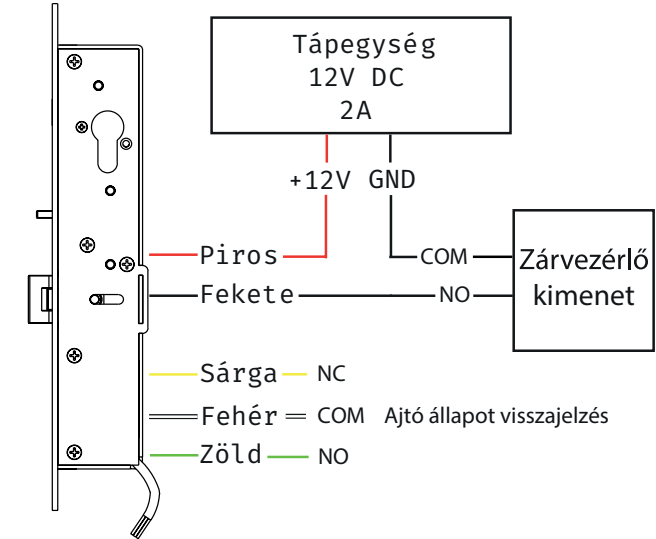 Tápegység
12V DC
2A
+12V GND
Piros
COM
Fekete
NO
Zárvezérlő
kimenet
Sárga NC
Fehér COM Ajtó állapot visszajelzés
Zöld NO